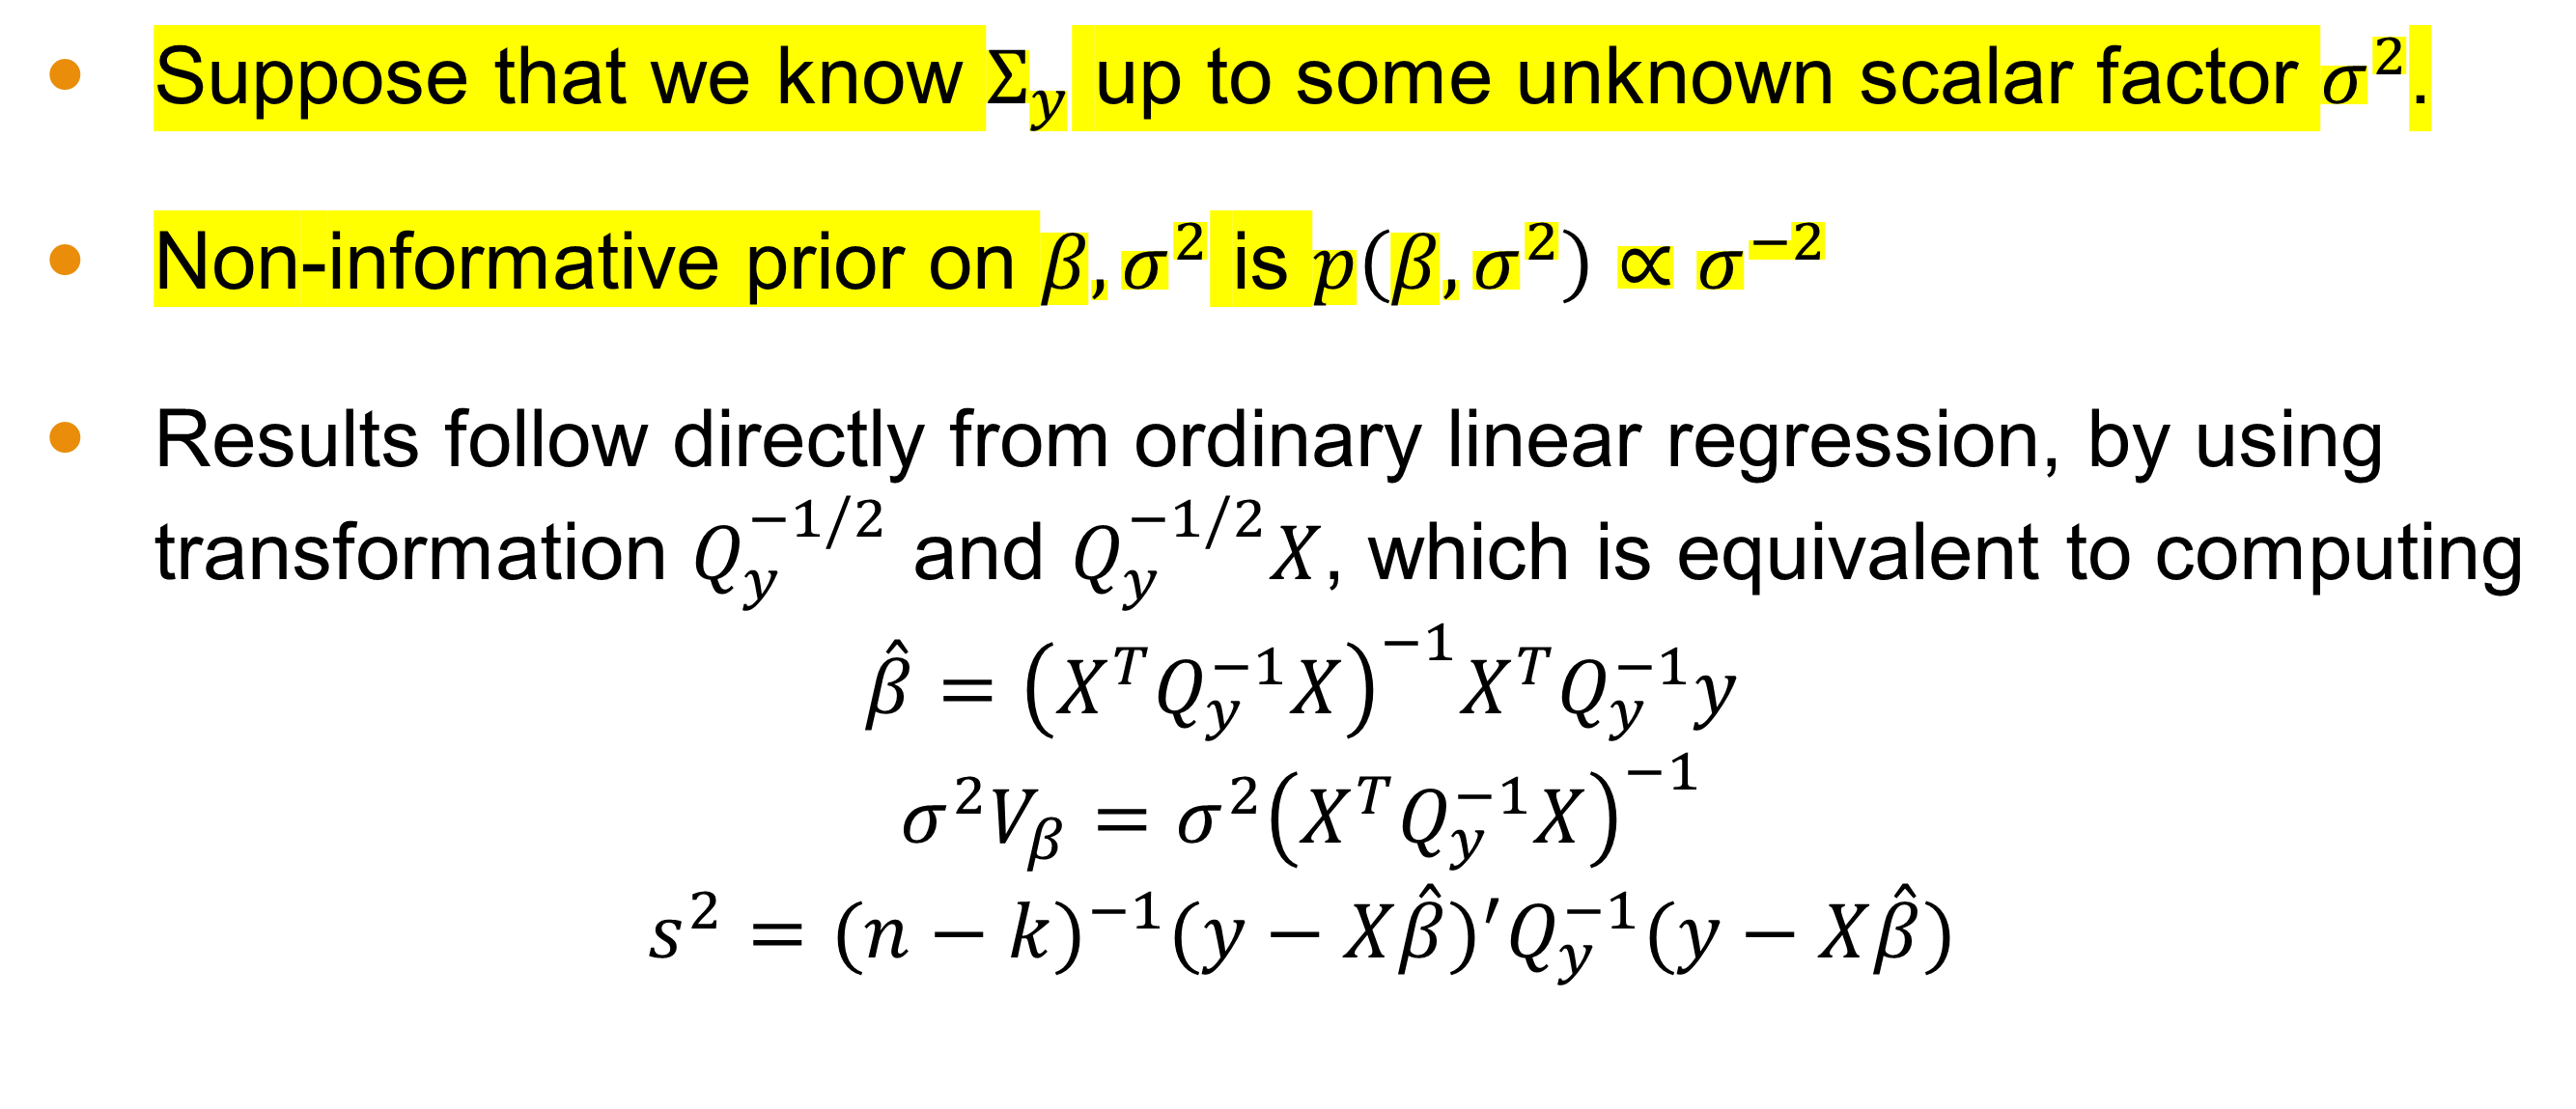 • Suppose that we know Σ_y up to some unknown scalar factor σ².
• Non-informative prior on β, σ² is p(β, σ²) ∝ σ⁻²
• Results follow directly from ordinary linear regression, by using
transformation Q_y^{−1/2} and Q_y^{−1/2}X, which is equivalent to computing
β̂ = (X^T Q_y^{−1} X)^{−1} X^T Q_y^{−1} y
σ²V_β = σ²(X^T Q_y^{−1} X)^{−1}
s² = (n − k)^{−1}(y − Xβ̂)′Q_y^{−1}(y − Xβ̂)